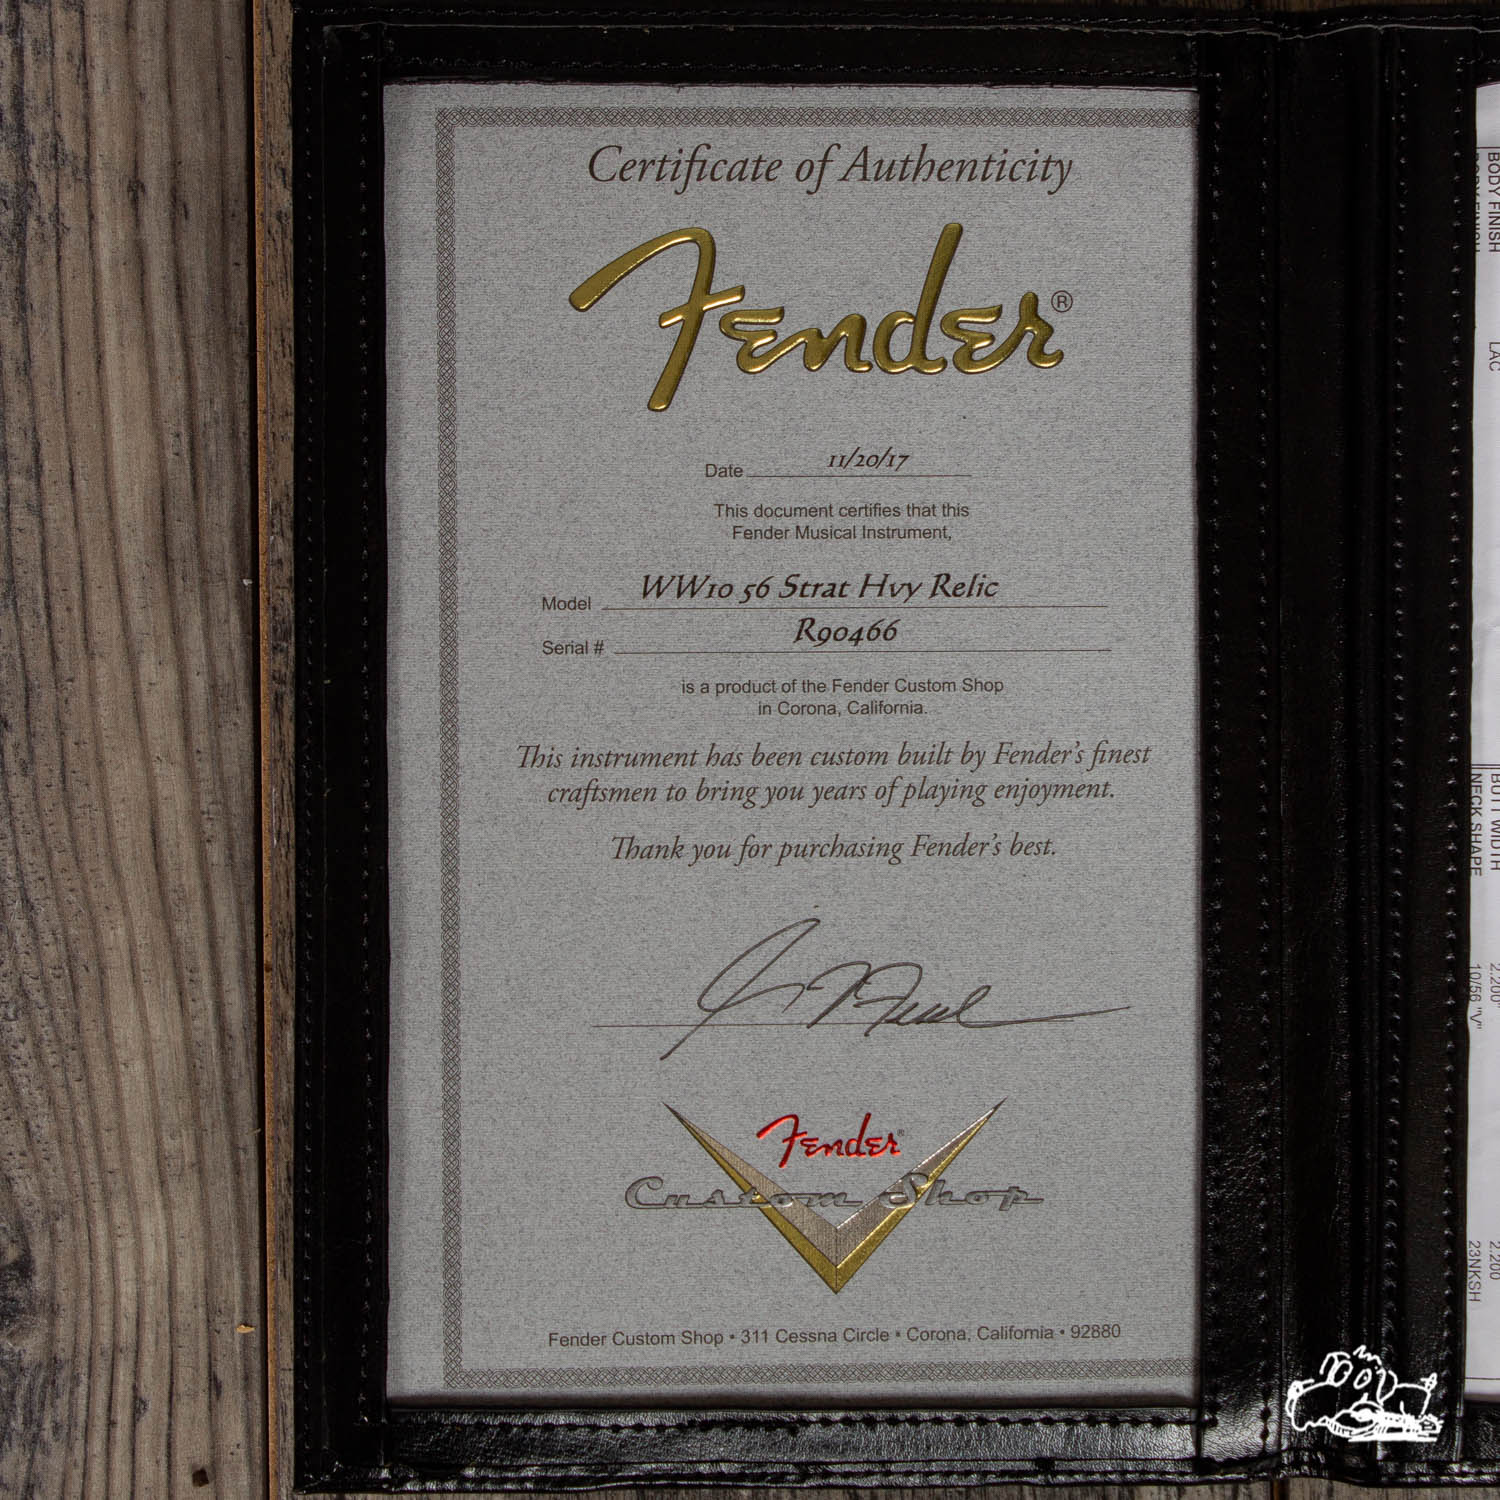 Certificate of Authenticity
Fender®
Date 11/20/17
This document certifies that this
Fender Musical Instrument,
Model WW10 56 Strat Hvy Relic
Serial # R90466
is a product of the Fender Custom Shop
in Corona, California.
This instrument has been custom built by Fender's finest
craftsmen to bring you years of playing enjoyment.
Thank you for purchasing Fender's best.
Fender®
Custom Shop
Fender Custom Shop • 311 Cessna Circle • Corona, California • 92880
BODY FINISH LAC
BUTT WIDTH 2.200" 2.200
NECK SHAPE 10/56 "V" 23NKSH